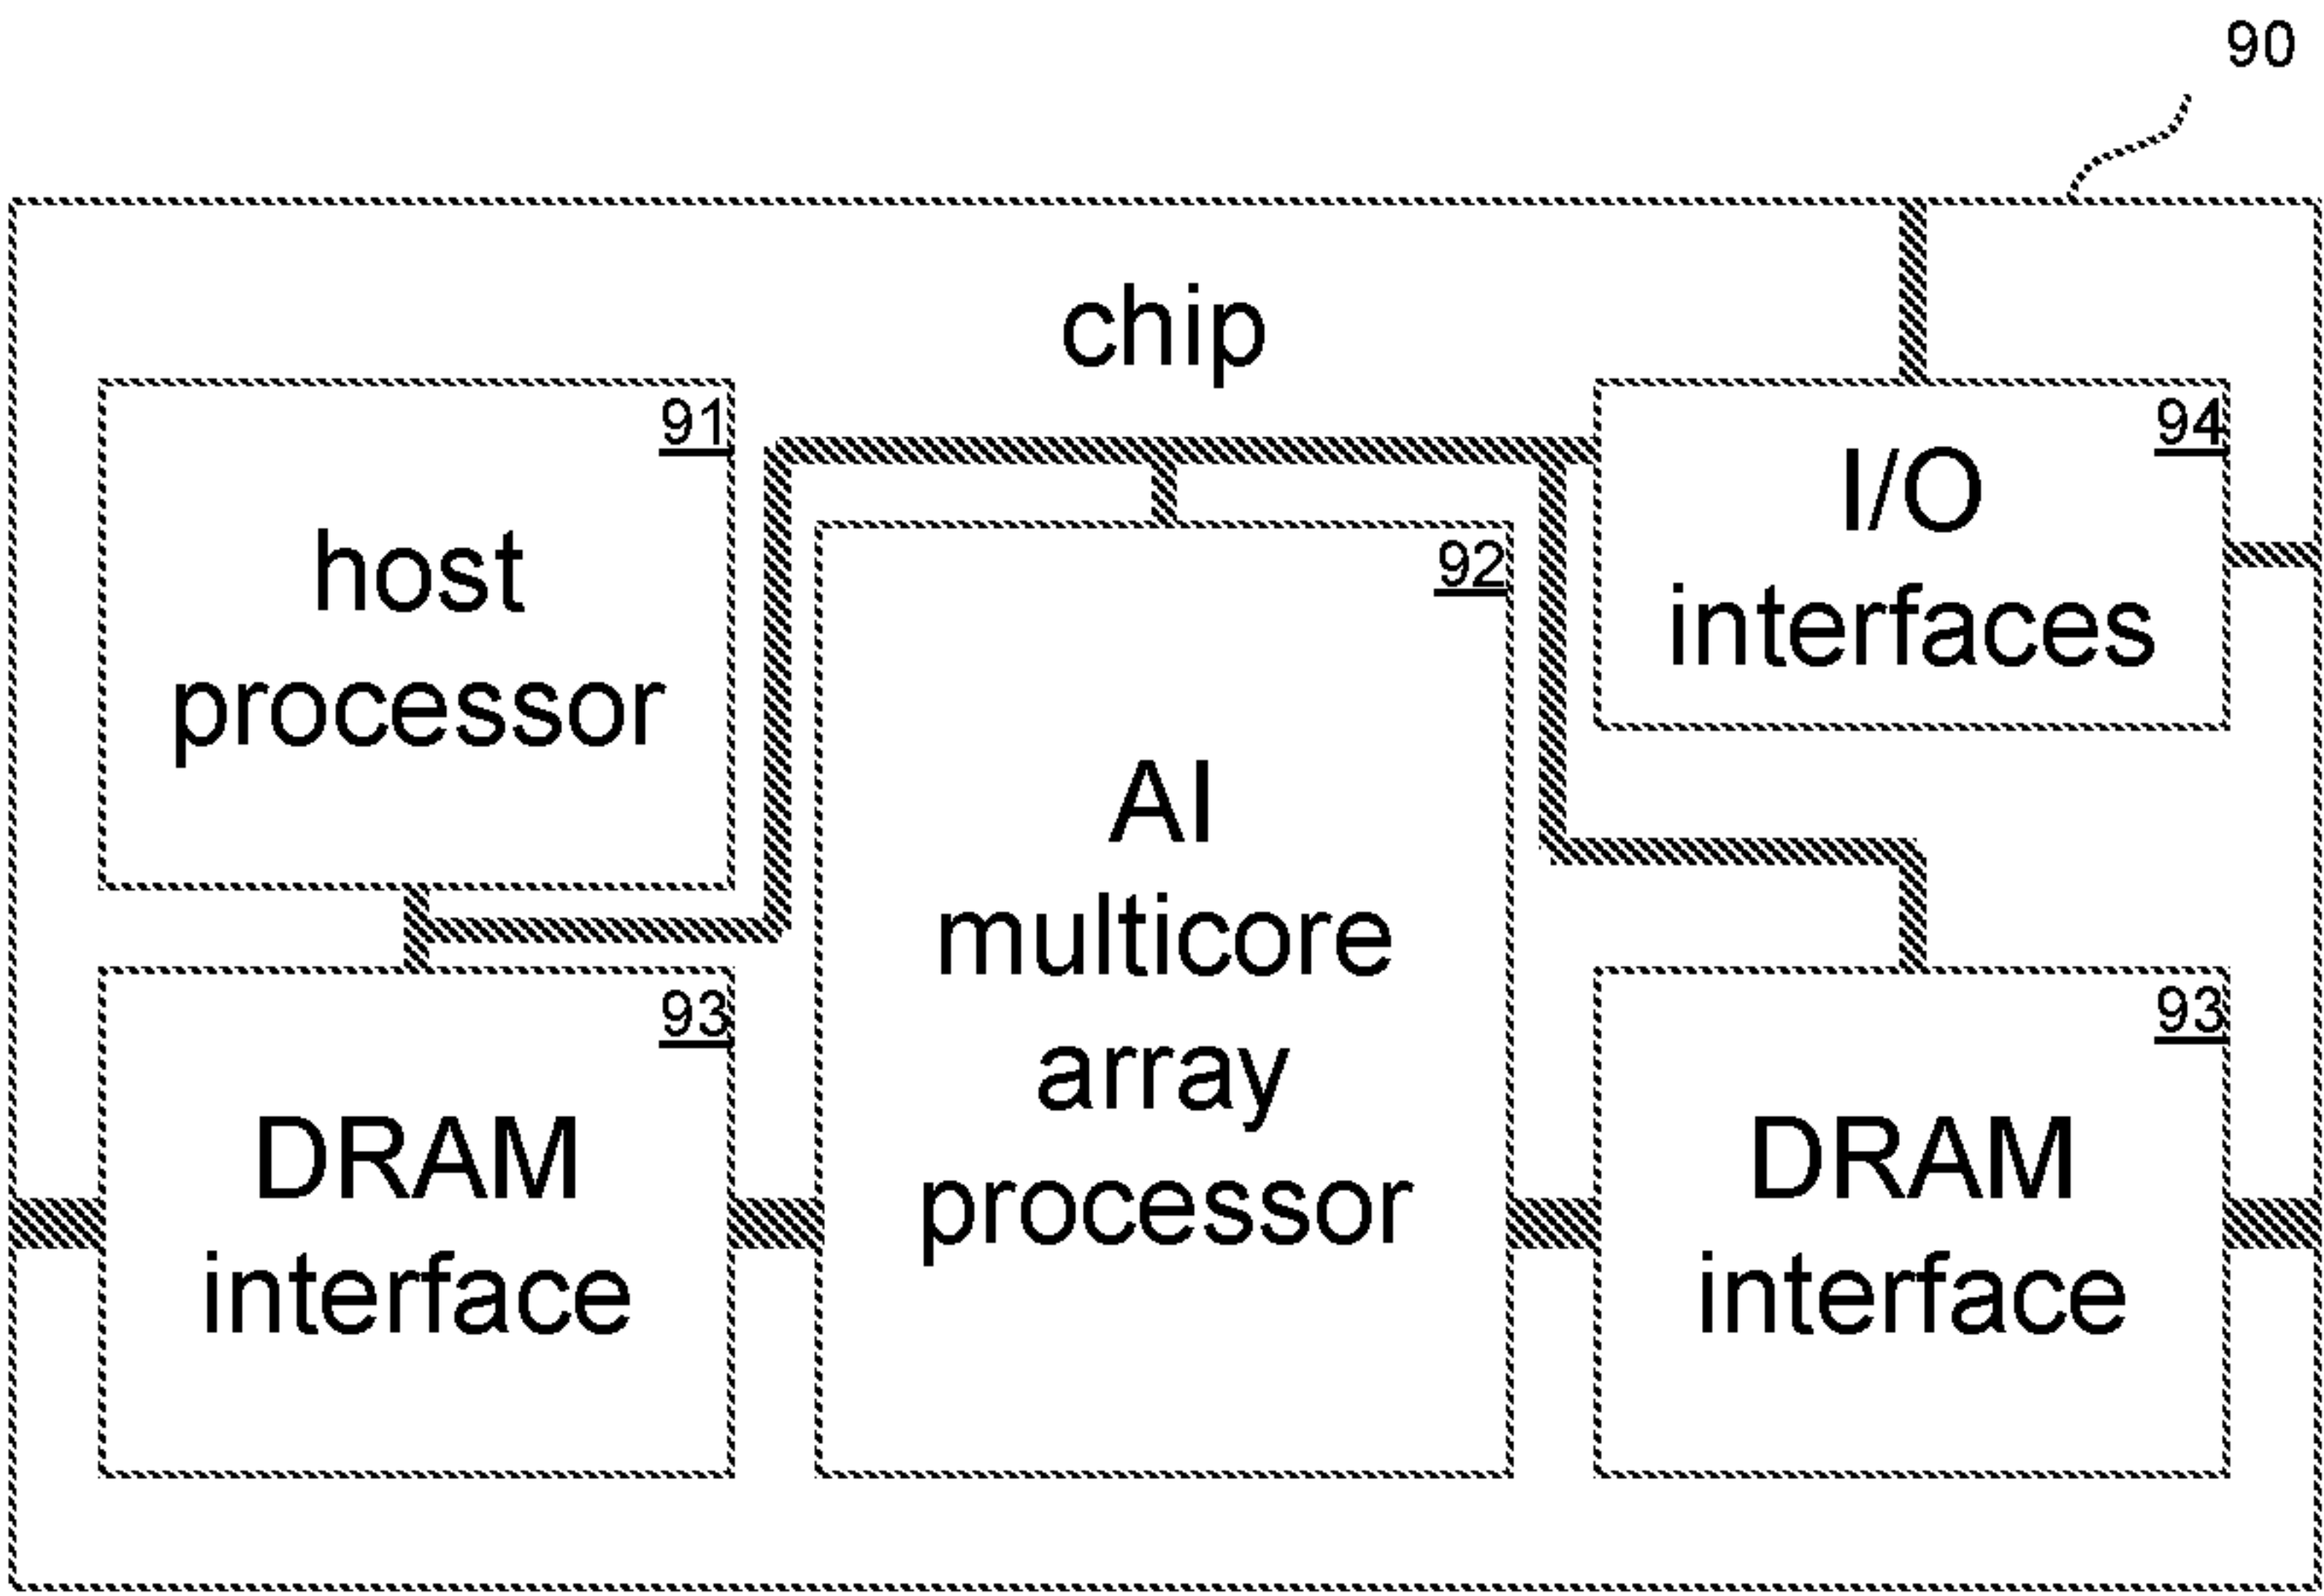 90
chip
91
host
processor
94
I/O
interfaces
92
AI
multicore
array
processor
93
DRAM
interface
93
DRAM
interface